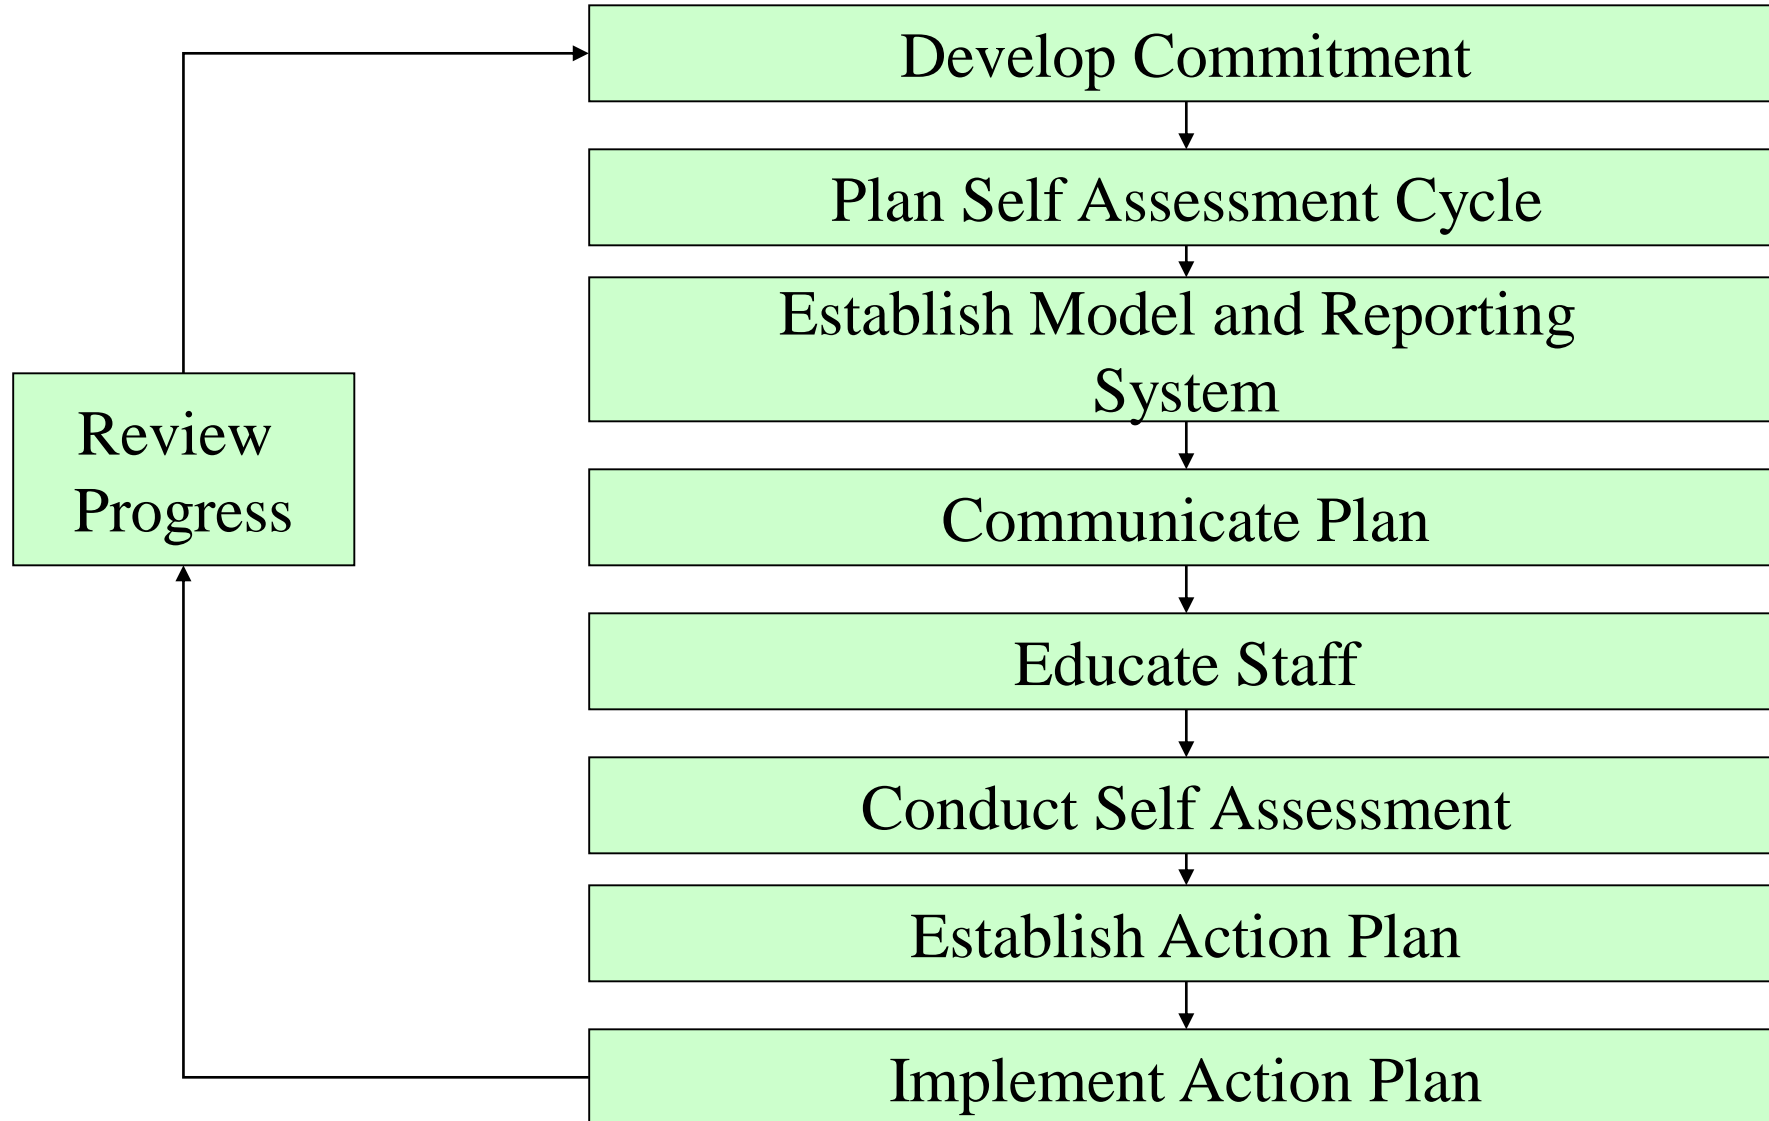 Develop Commitment
Plan Self Assessment Cycle
Establish Model and Reporting
System
Communicate Plan
Educate Staff
Conduct Self Assessment
Establish Action Plan
Implement Action Plan
Review
Progress